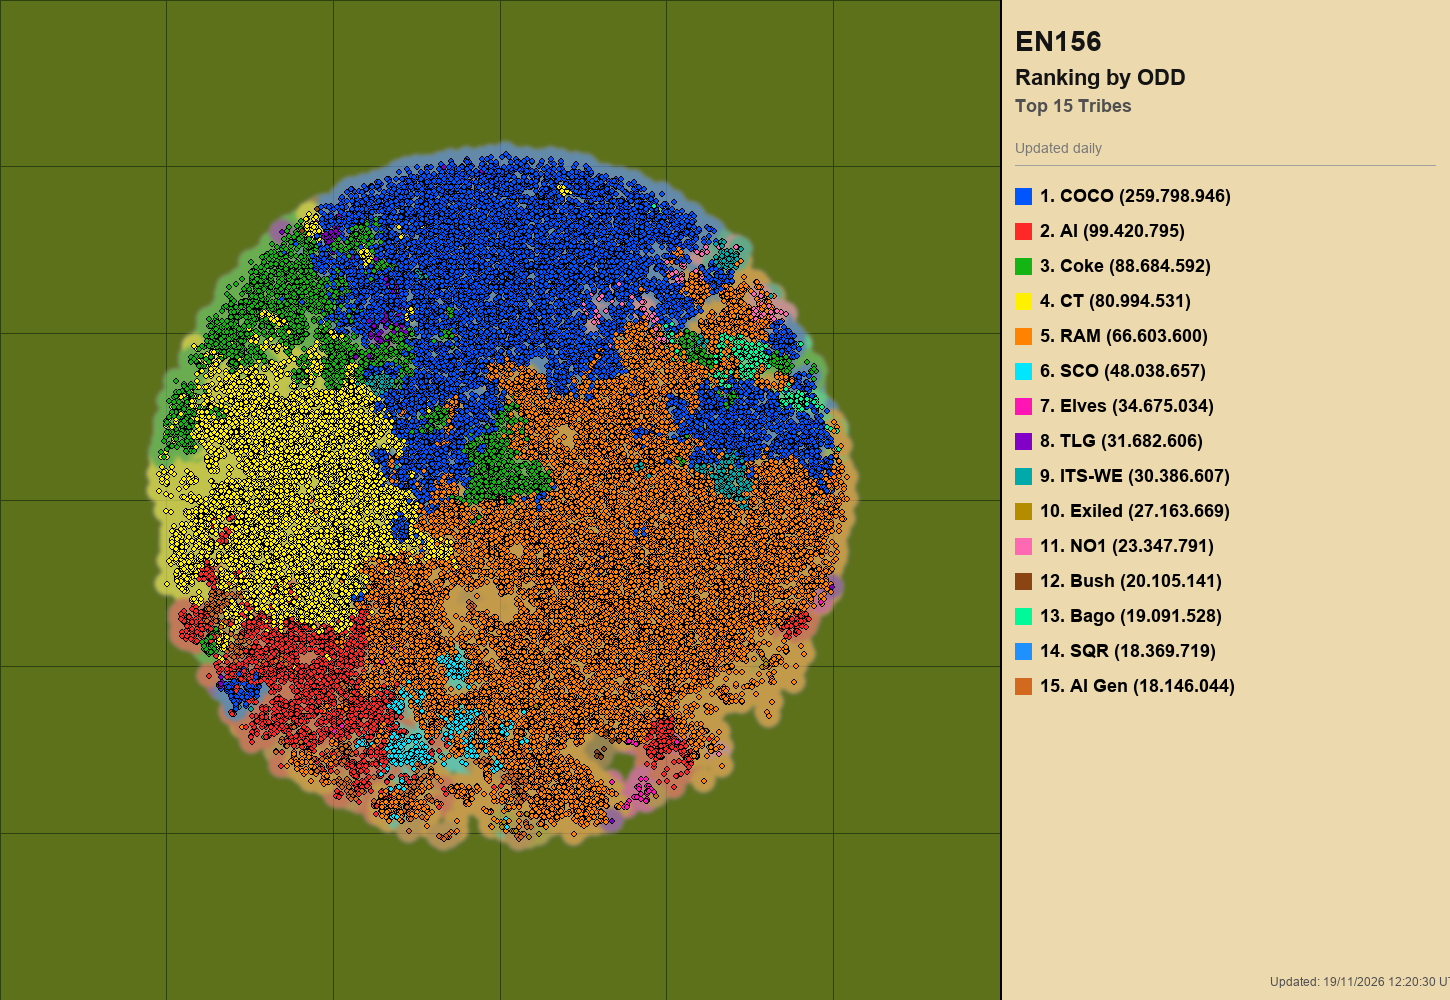 EN156
Ranking by ODD
Top 15 Tribes
Updated daily
1. COCO (259.798.946)
2. AI (99.420.795)
3. Coke (88.684.592)
4. CT (80.994.531)
5. RAM (66.603.600)
6. SCO (48.038.657)
7. Elves (34.675.034)
8. TLG (31.682.606)
9. ITS-WE (30.386.607)
10. Exiled (27.163.669)
11. NO1 (23.347.791)
12. Bush (20.105.141)
13. Bago (19.091.528)
14. SQR (18.369.719)
15. AI Gen (18.146.044)
Updated: 19/11/2026 12:20:30